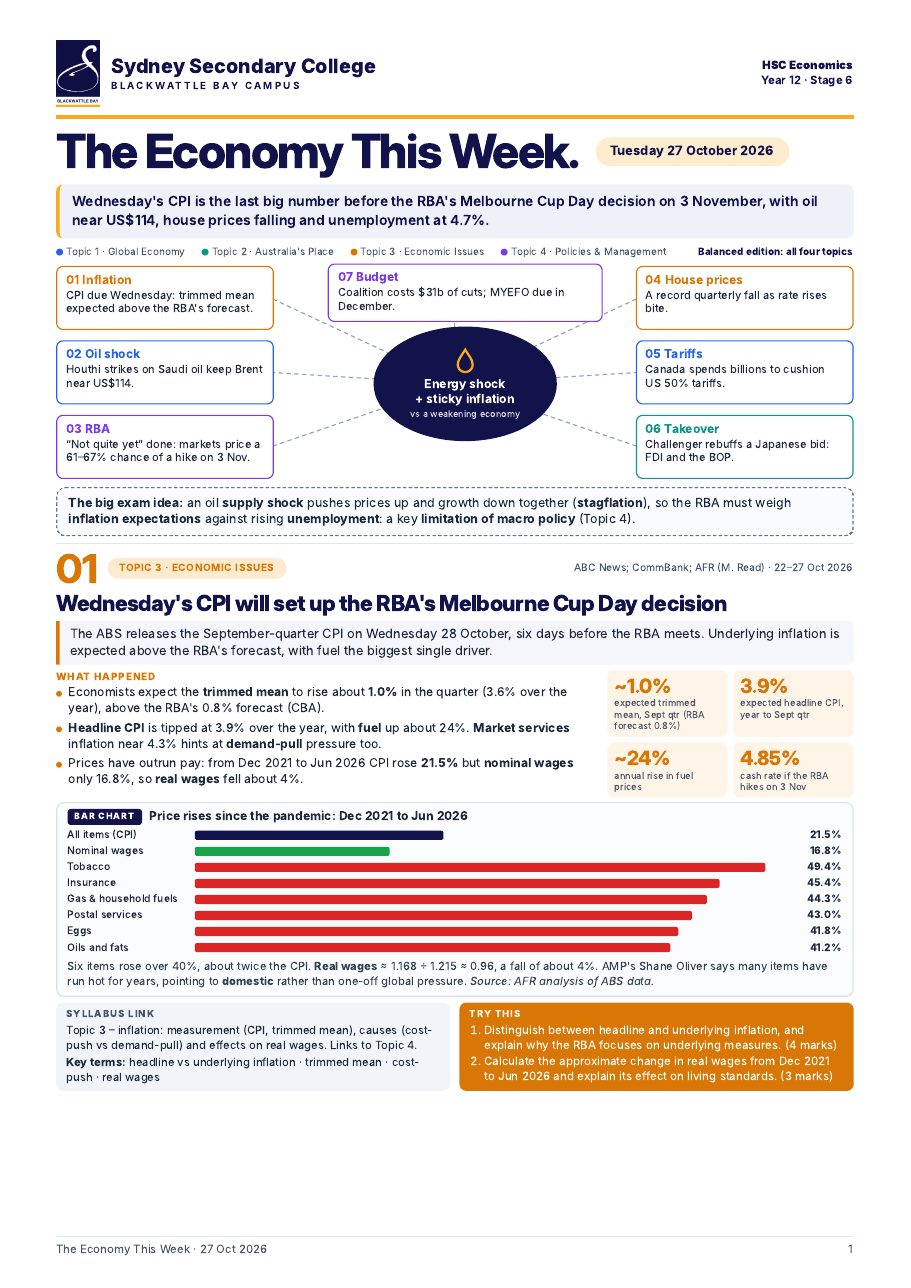 BLACKWATTLE BAY
Sydney Secondary College
BLACKWATTLE BAY CAMPUS
HSC Economics
Year 12 · Stage 6
The Economy This Week.
Tuesday 27 October 2026
Wednesday's CPI is the last big number before the RBA's Melbourne Cup Day decision on 3 November, with oil
near US$114, house prices falling and unemployment at 4.7%.
Topic 1 · Global Economy
Topic 2 · Australia's Place
Topic 3 · Economic Issues
Topic 4 · Policies & Management
Balanced edition: all four topics
01 Inflation
CPI due Wednesday: trimmed mean
expected above the RBA's forecast.
07 Budget
Coalition costs $31b of cuts; MYEFO due in
December.
04 House prices
A record quarterly fall as rate rises
bite.
02 Oil shock
Houthi strikes on Saudi oil keep Brent
near US$114.
Energy shock
+ sticky inflation
vs a weakening economy
05 Tariffs
Canada spends billions to cushion
US 50% tariffs.
03 RBA
“Not quite yet” done: markets price a
61–67% chance of a hike on 3 Nov.
06 Takeover
Challenger rebuffs a Japanese bid:
FDI and the BOP.
The big exam idea: an oil supply shock pushes prices up and growth down together (stagflation), so the RBA must weigh
inflation expectations against rising unemployment: a key limitation of macro policy (Topic 4).
01
TOPIC 3 · ECONOMIC ISSUES
ABC News; CommBank; AFR (M. Read) · 22–27 Oct 2026
Wednesday's CPI will set up the RBA's Melbourne Cup Day decision
The ABS releases the September-quarter CPI on Wednesday 28 October, six days before the RBA meets. Underlying inflation is
expected above the RBA's forecast, with fuel the biggest single driver.
WHAT HAPPENED
Economists expect the trimmed mean to rise about 1.0% in the quarter (3.6% over the
year), above the RBA's 0.8% forecast (CBA).
Headline CPI is tipped at 3.9% over the year, with fuel up about 24%. Market services
inflation near 4.3% hints at demand-pull pressure too.
Prices have outrun pay: from Dec 2021 to Jun 2026 CPI rose 21.5% but nominal wages
only 16.8%, so real wages fell about 4%.
~1.0%
expected trimmed
mean, Sept qtr (RBA
forecast 0.8%)
3.9%
expected headline CPI,
year to Sept qtr
~24%
annual rise in fuel
prices
4.85%
cash rate if the RBA
hikes on 3 Nov
BAR CHART
Price rises since the pandemic: Dec 2021 to Jun 2026
All items (CPI) 21.5%
Nominal wages 16.8%
Tobacco 49.4%
Insurance 45.4%
Gas & household fuels 44.3%
Postal services 43.0%
Eggs 41.8%
Oils and fats 41.2%
Six items rose over 40%, about twice the CPI. Real wages ≈ 1.168 ÷ 1.215 ≈ 0.96, a fall of about 4%. AMP's Shane Oliver says many items have
run hot for years, pointing to domestic rather than one-off global pressure. Source: AFR analysis of ABS data.
SYLLABUS LINK
Topic 3 – inflation: measurement (CPI, trimmed mean), causes (cost-
push vs demand-pull) and effects on real wages. Links to Topic 4.
Key terms: headline vs underlying inflation · trimmed mean · cost-
push · real wages
TRY THIS
1. Distinguish between headline and underlying inflation, and
explain why the RBA focuses on underlying measures. (4 marks)
2. Calculate the approximate change in real wages from Dec 2021
to Jun 2026 and explain its effect on living standards. (3 marks)
The Economy This Week · 27 Oct 2026
1